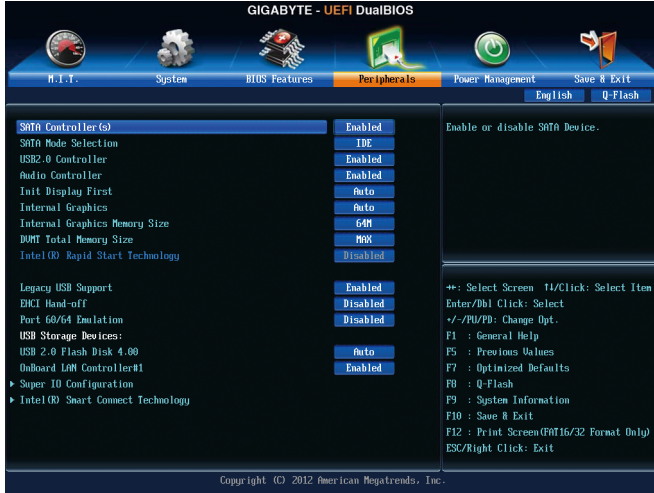 GIGABYTE - UEFI DualBIOS
M.I.T. System BIOS Features Peripherals Power Management Save & Exit
English Q-Flash
SATA Controller(s) Enabled
SATA Mode Selection IDE
USB2.0 Controller Enabled
Audio Controller Enabled
Init Display First Auto
Internal Graphics Auto
Internal Graphics Memory Size 64M
DVMT Total Memory Size MAX
Intel(R) Rapid Start Technology Disabled
Legacy USB Support Enabled
EHCI Hand-off Disabled
Port 60/64 Emulation Disabled
USB Storage Devices:
USB 2.0 Flash Disk 4.00 Auto
OnBoard LAN Controller#1 Enabled
Super IO Configuration
Intel(R) Smart Connect Technology
Enable or disable SATA Device.
↔: Select Screen ↑↓/Click: Select Item
Enter/Dbl Click: Select
+/-/PU/PD: Change Opt.
F1 : General Help
F5 : Previous Values
F7 : Optimized Defaults
F8 : Q-Flash
F9 : System Information
F10 : Save & Exit
F12 : Print Screen(FAT16/32 Format Only)
ESC/Right Click: Exit
Copyright (C) 2012 American Megatrends, Inc.